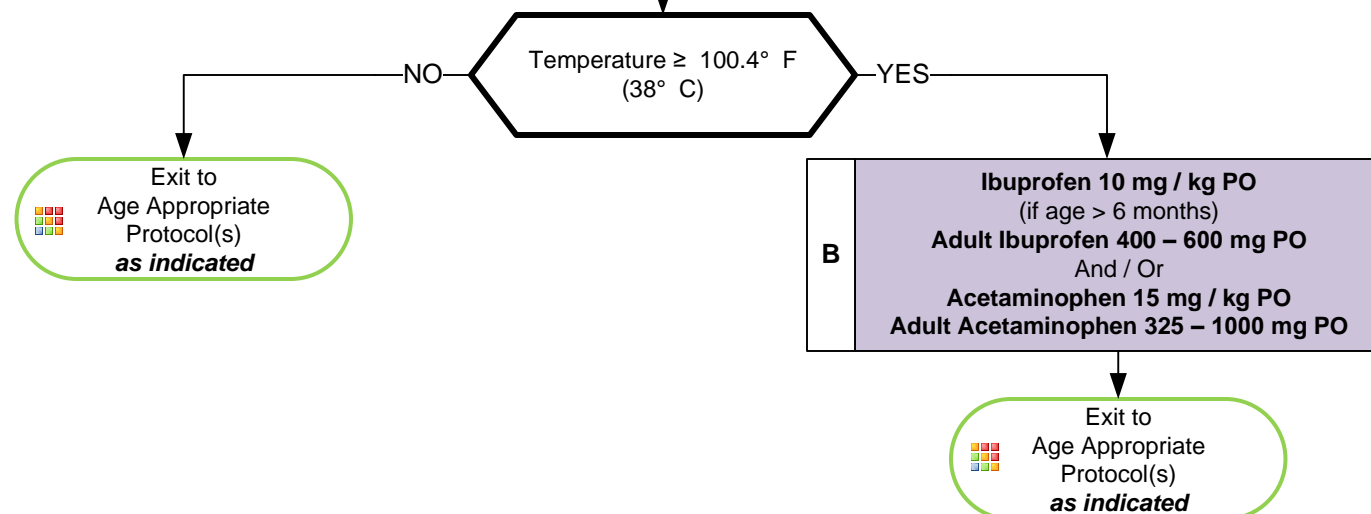 Temperature ≥ 100.4° F
(38° C)
NO
YES
Exit to
Age Appropriate
Protocol(s)
as indicated
B
Ibuprofen 10 mg / kg PO
(if age > 6 months)
Adult Ibuprofen 400 – 600 mg PO
And / Or
Acetaminophen 15 mg / kg PO
Adult Acetaminophen 325 – 1000 mg PO
Exit to
Age Appropriate
Protocol(s)
as indicated